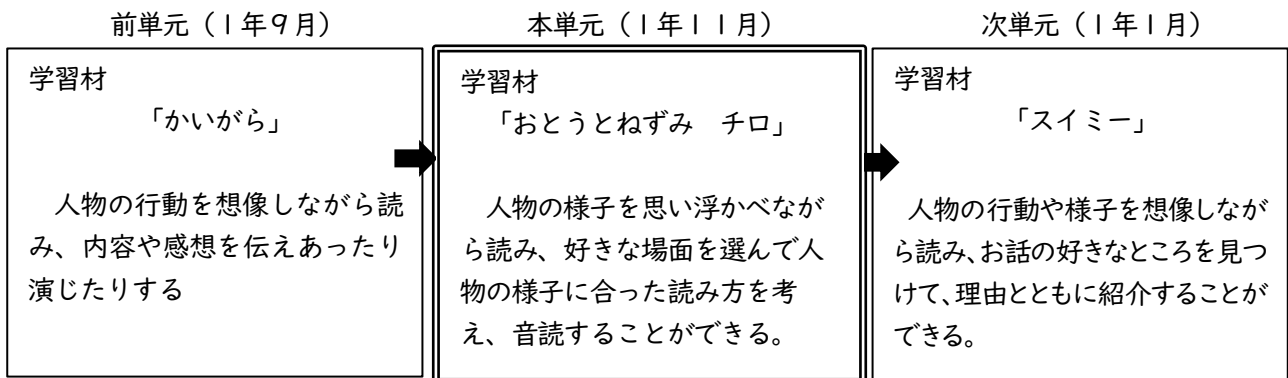 前単元（1年9月）
学習材
「かいがら」
人物の行動を想像しながら読
み、内容や感想を伝えあったり
演じたりする
本単元（1年11月）
学習材
「おとうとねずみ　チロ」
人物の様子を思い浮かべなが
ら読み、好きな場面を選んで人
物の様子に合った読み方を考
え、音読することができる。
次単元（1年1月）
学習材
「スイミー」
人物の行動や様子を想像しなが
ら読み、お話の好きなところを見つ
けて、理由とともに紹介することが
できる。